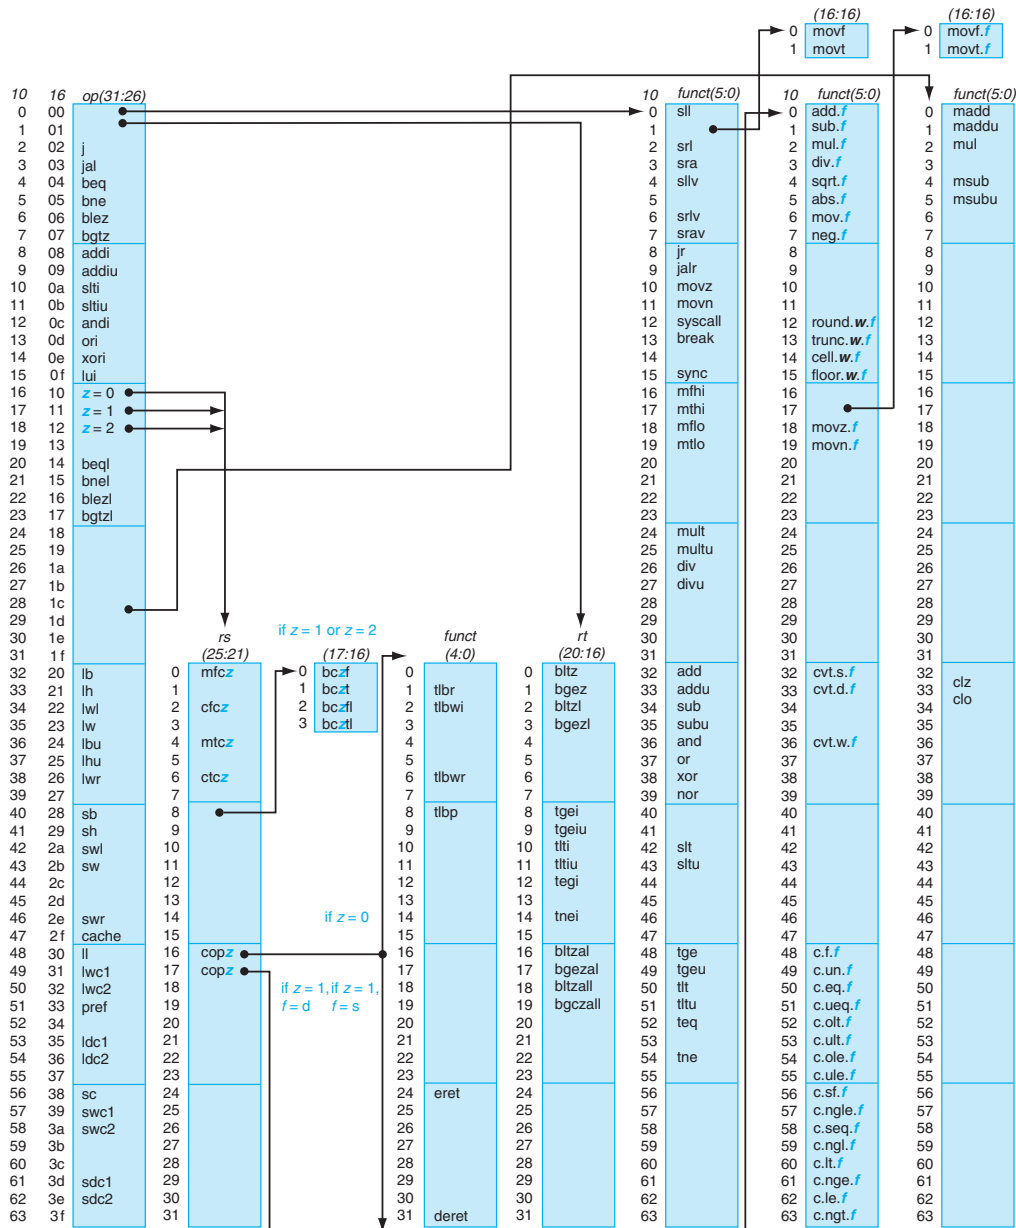 (16:16)
0 movf
1 movt
(16:16)
0 movf.f
1 movt.f
10 16 op(31:26)
0 00
1 01
2 02 j
3 03 jal
4 04 beq
5 05 bne
6 06 blez
7 07 bgtz
8 08 addi
9 09 addiu
10 0a slti
11 0b sltiu
12 0c andi
13 0d ori
14 0e xori
15 0f lui
16 10 z = 0
17 11 z = 1
18 12 z = 2
19 13
20 14 beql
21 15 bnel
22 16 blezl
23 17 bgtzl
24 18
25 19
26 1a
27 1b
28 1c
29 1d
30 1e
31 1f
32 20 lb
33 21 lh
34 22 lwl
35 23 lw
36 24 lbu
37 25 lhu
38 26 lwr
39 27
40 28 sb
41 29 sh
42 2a swl
43 2b sw
44 2c
45 2d
46 2e swr
47 2f cache
48 30 ll
49 31 lwc1
50 32 lwc2
51 33 pref
52 34
53 35 ldc1
54 36 ldc2
55 37
56 38 sc
57 39 swc1
58 3a swc2
59 3b
60 3c
61 3d sdc1
62 3e sdc2
63 3f
rs
(25:21)
0 mfcz
1
2 cfcz
3
4 mtcz
5
6 ctcz
7
8
9
10
11
12
13
14
15
16 copz
17 copz
18
19
20
21
22
23
24
25
26
27
28
29
30
31
if z = 1 or z = 2
(17:16)
0 bczf
1 bczt
2 bczfl
3 bcztl
if z = 0
if z = 1, if z = 1,
f = d f = s
funct
(4:0)
0
1 tlbr
2 tlbwi
3
4
5
6 tlbwr
7
8 tlbp
9
10
11
12
13
14
15
16
17
18
19
20
21
22
23
24 eret
25
26
27
28
29
30
31 deret
rt
(20:16)
0 bltz
1 bgez
2 bltzl
3 bgezl
4
5
6
7
8 tgei
9 tgeiu
10 tlti
11 tltiu
12 tegi
13
14 tnei
15
16 bltzal
17 bgezal
18 bltzall
19 bgczall
20
21
22
23
24
25
26
27
28
29
30
31
10 funct(5:0)
0 sll
1
2 srl
3 sra
4 sllv
5
6 srlv
7 srav
8 jr
9 jalr
10 movz
11 movn
12 syscall
13 break
14
15 sync
16 mfhi
17 mthi
18 mflo
19 mtlo
20
21
22
23
24 mult
25 multu
26 div
27 divu
28
29
30
31
32 add
33 addu
34 sub
35 subu
36 and
37 or
38 xor
39 nor
40
41
42 slt
43 sltu
44
45
46
47
48 tge
49 tgeu
50 tlt
51 tltu
52 teq
53
54 tne
55
56
57
58
59
60
61
62
63
10 funct(5:0)
0 add.f
1 sub.f
2 mul.f
3 div.f
4 sqrt.f
5 abs.f
6 mov.f
7 neg.f
8
9
10
11
12 round.w.f
13 trunc.w.f
14 cell.w.f
15 floor.w.f
16
17
18 movz.f
19 movn.f
20
21
22
23
24
25
26
27
28
29
30
31
32 cvt.s.f
33 cvt.d.f
34
35
36 cvt.w.f
37
38
39
40
41
42
43
44
45
46
47
48 c.f.f
49 c.un.f
50 c.eq.f
51 c.ueq.f
52 c.olt.f
53 c.ult.f
54 c.ole.f
55 c.ule.f
56 c.sf.f
57 c.ngle.f
58 c.seq.f
59 c.ngl.f
60 c.lt.f
61 c.nge.f
62 c.le.f
63 c.ngt.f
funct(5:0)
0 madd
1 maddu
2 mul
3
4 msub
5 msubu
6
7
8
9
10
11
12
13
14
15
16
17
18
19
20
21
22
23
24
25
26
27
28
29
30
31
32 clz
33 clo
34
35
36
37
38
39
40
41
42
43
44
45
46
47
48
49
50
51
52
53
54
55
56
57
58
59
60
61
62
63